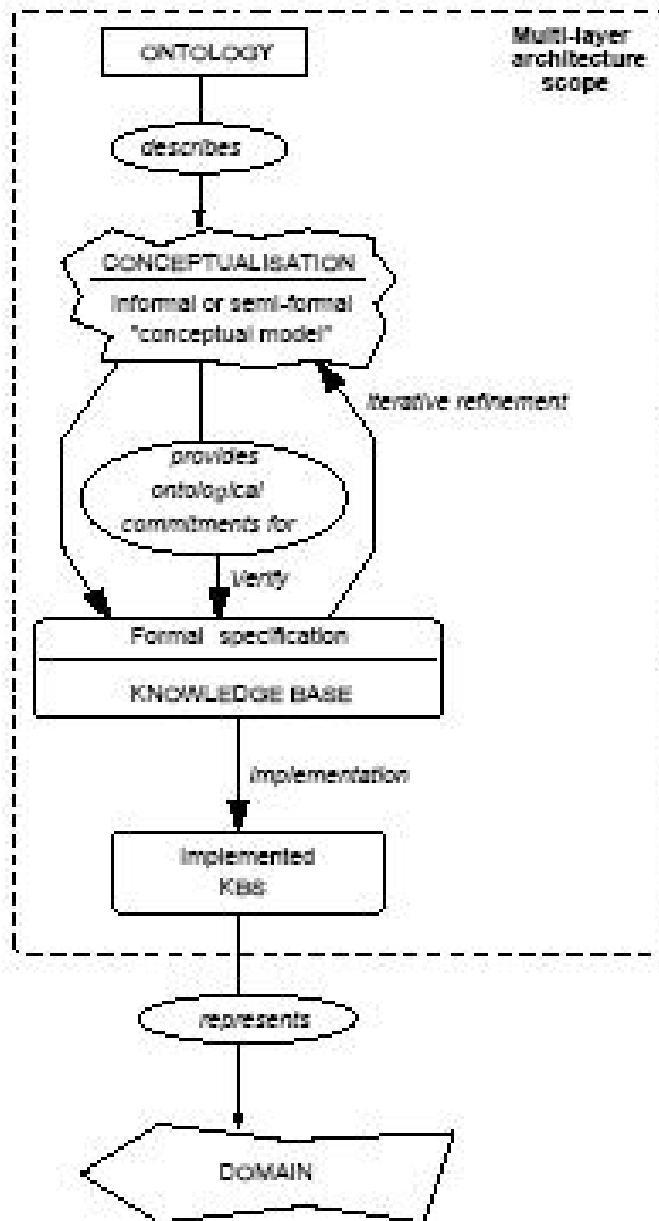 ONTOLOGY
Multi-layer
architecture
scope
describes
CONCEPTUALISATION
Informal or semi-formal
"conceptual model"
Iterative refinement
provides
ontological
commitments for
Verify
Formal specification
KNOWLEDGE BASE
Implementation
Implemented
KBS
represents
DOMAIN